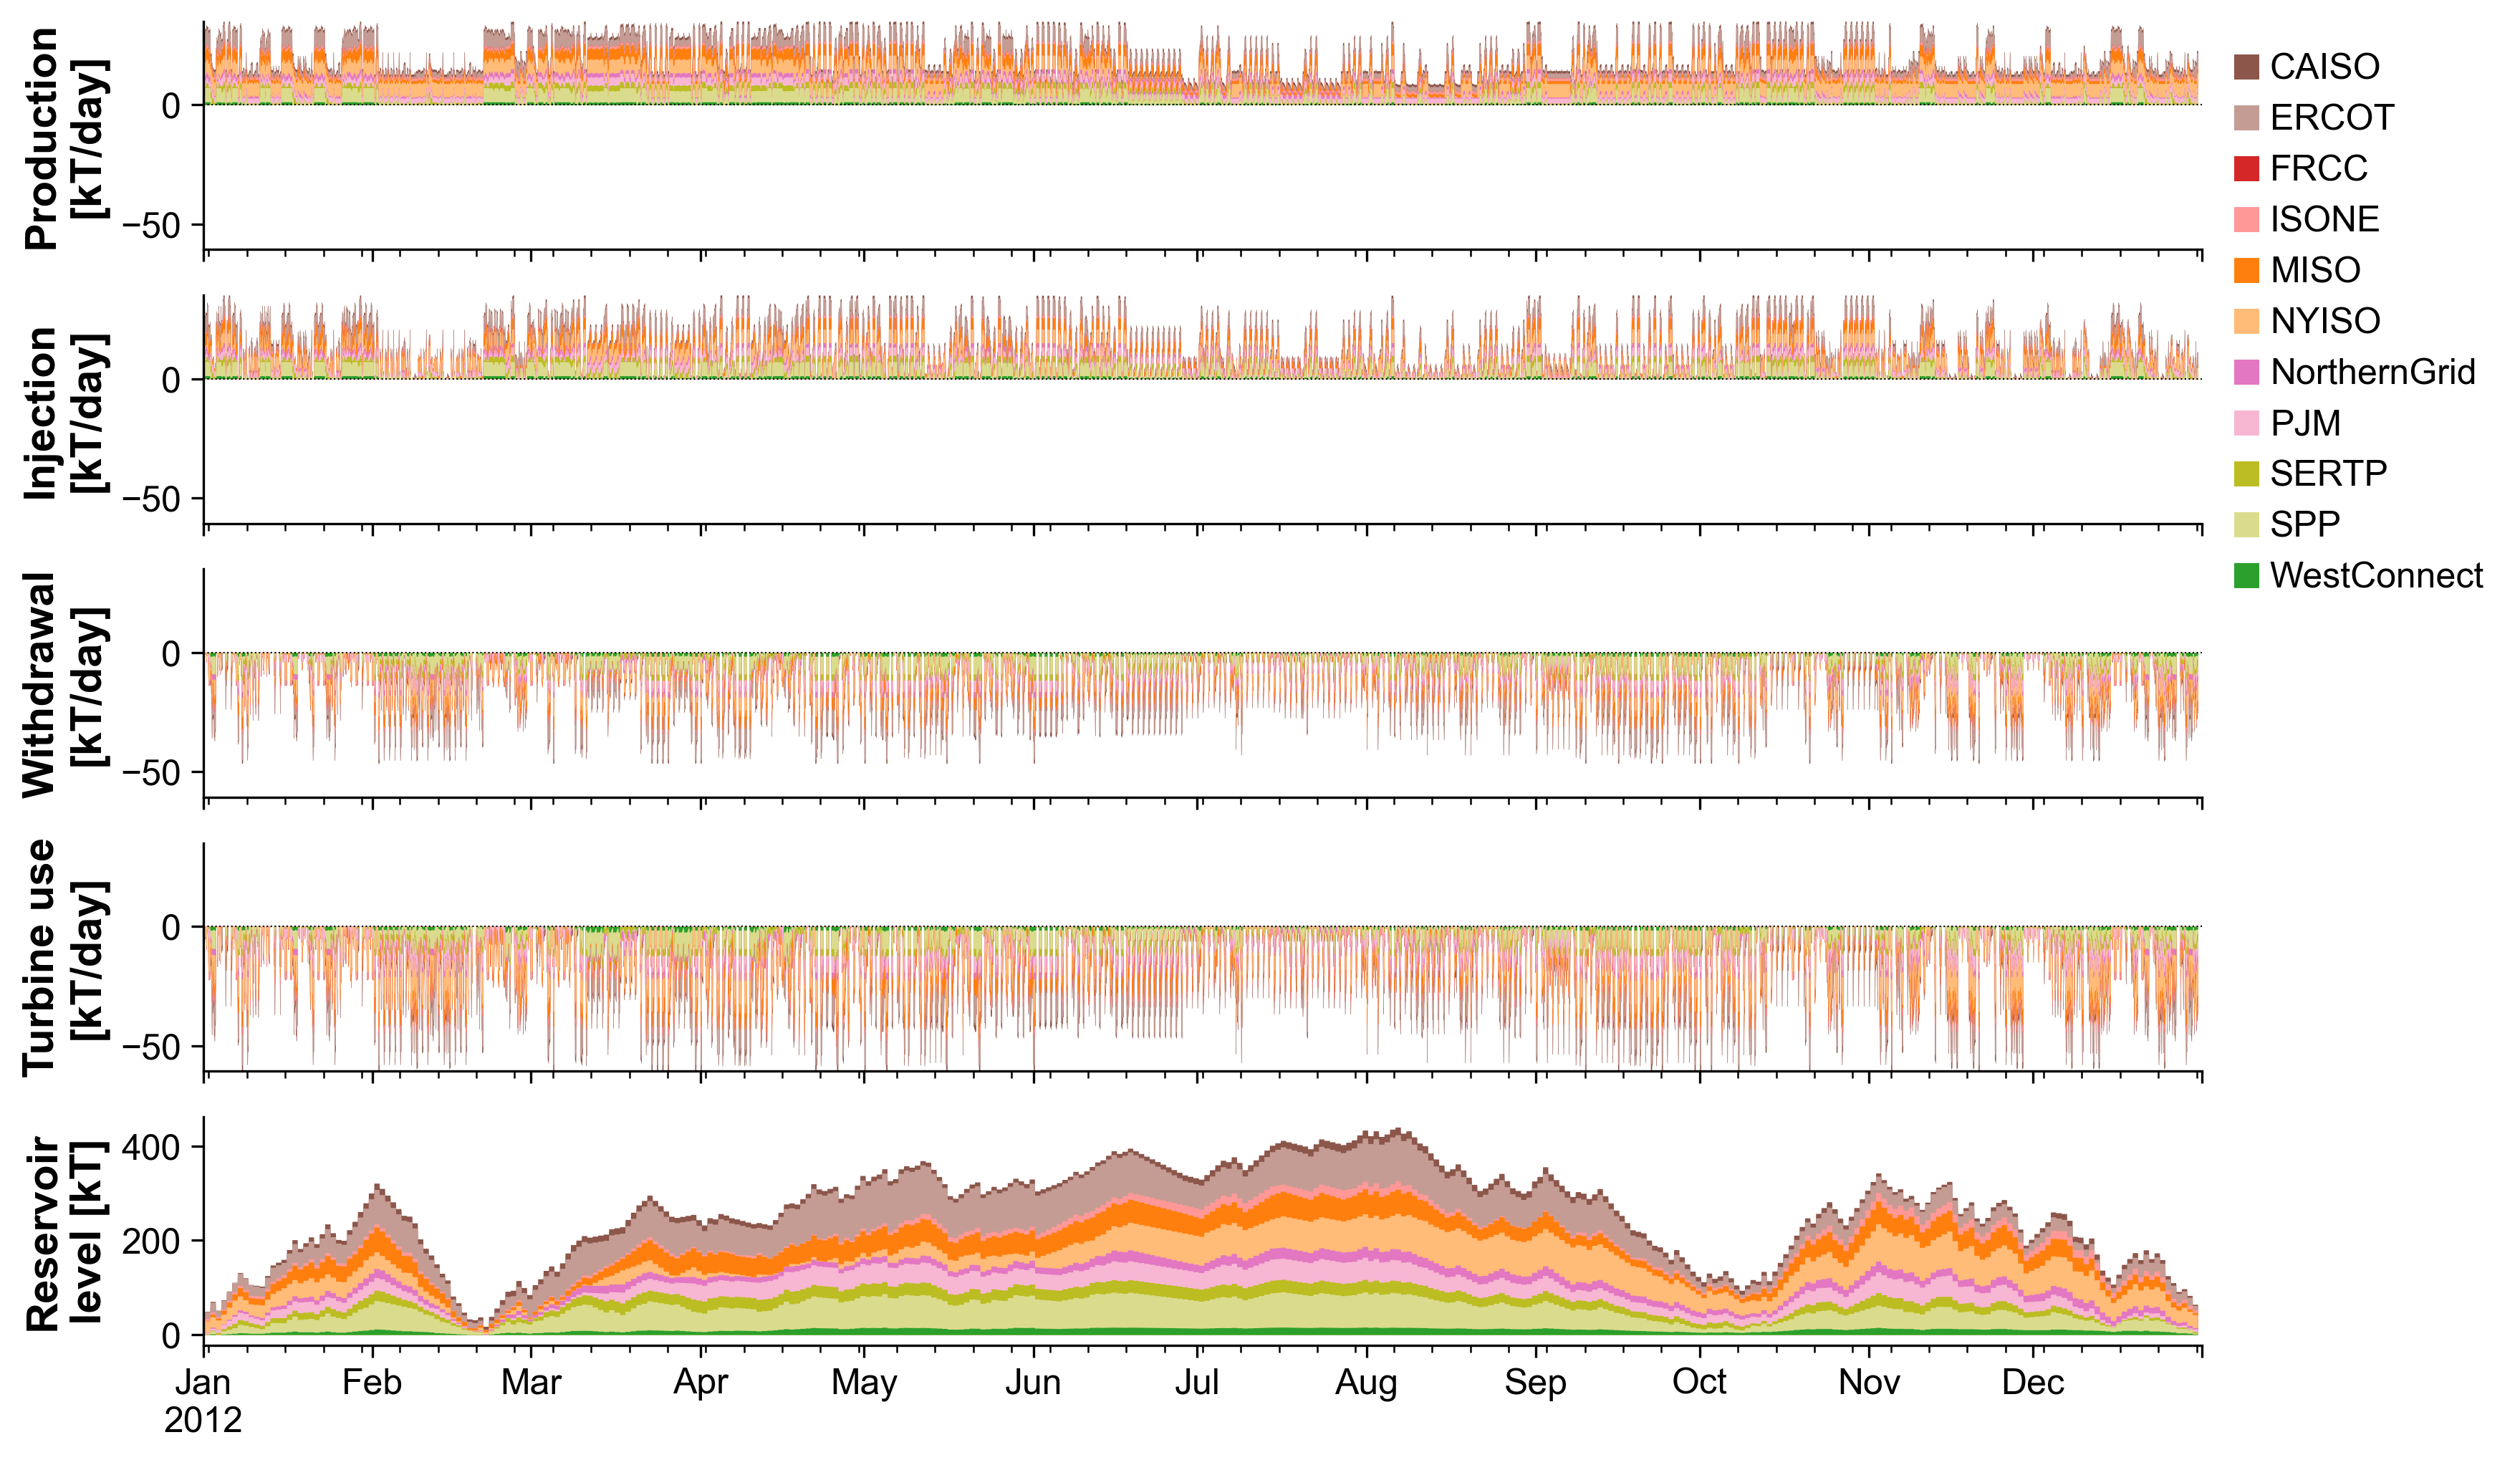 Production
[kT/day]
0
−50
Injection
[kT/day]
0
−50
Withdrawal
[kT/day]
0
−50
Turbine use
[kT/day]
0
−50
Reservoir
level [kT]
400
200
0
Jan
2012
Feb
Mar
Apr
May
Jun
Jul
Aug
Sep
Oct
Nov
Dec
CAISO
ERCOT
FRCC
ISONE
MISO
NYISO
NorthernGrid
PJM
SERTP
SPP
WestConnect